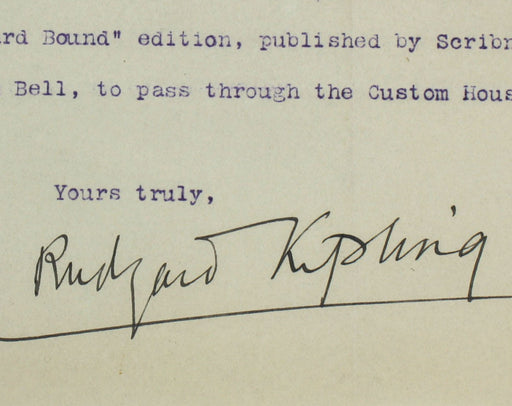 ard Bound" edition, published by Scribn
Bell, to pass through the Custom Hous
Yours truly,
Rudyard Kipling